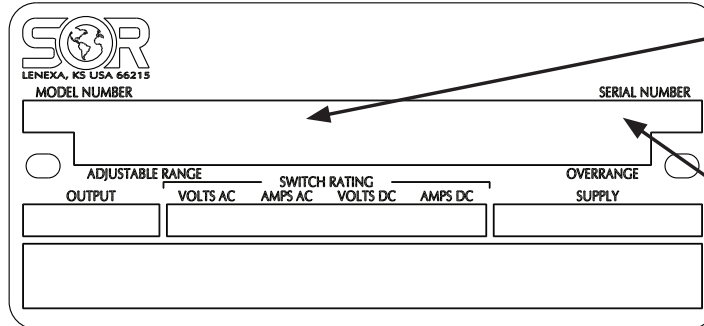 SOR
LENEXA, KS USA 66215
MODEL NUMBER SERIAL NUMBER
ADJUSTABLE RANGE OVERRANGE
SWITCH RATING
OUTPUT VOLTS AC AMPS AC VOLTS DC AMPS DC SUPPLY